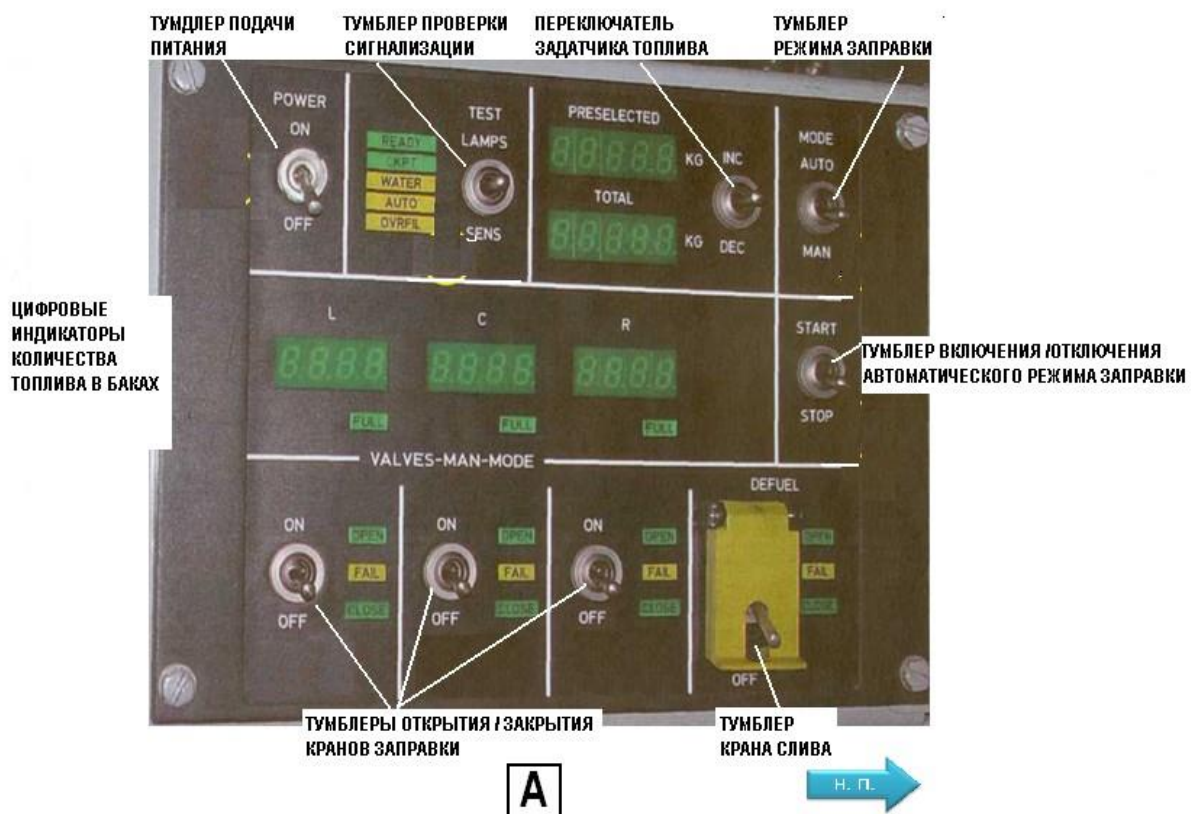 ТУМДЛЕР ПОДАЧИ
ПИТАНИЯ
ТУМБЛЕР ПРОВЕРКИ
СИГНАЛИЗАЦИИ
ПЕРЕКЛЮЧАТЕЛЬ
ЗАДАТЧИКА ТОПЛИВА
ТУМБЛЕР
РЕЖИМА ЗАПРАВКИ
POWER
ON
OFF
TEST
LAMPS
SENS
READY
CKPT
WATER
AUTO
OVRFIL
PRESELECTED
KG
TOTAL
KG
INC
DEC
MODE
AUTO
MAN
ЦИФРОВЫЕ
ИНДИКАТОРЫ
КОЛИЧЕСТВА
ТОПЛИВА В БАКАХ
L
C
R
FULL
FULL
FULL
START
STOP
ТУМБЛЕР ВКЛЮЧЕНИЯ /ОТКЛЮЧЕНИЯ
АВТОМАТИЧЕСКОГО РЕЖИМА ЗАПРАВКИ
VALVES-MAN-MODE
ON
OFF
OPEN
FAIL
CLOSE
ON
OFF
OPEN
FAIL
CLOSE
ON
OFF
OPEN
FAIL
CLOSE
DEFUEL
OPEN
FAIL
CLOSE
OFF
ТУМБЛЕРЫ ОТКРЫТИЯ / ЗАКРЫТИЯ
КРАНОВ ЗАПРАВКИ
ТУМБЛЕР
КРАНА СЛИВА
А
Н. П.